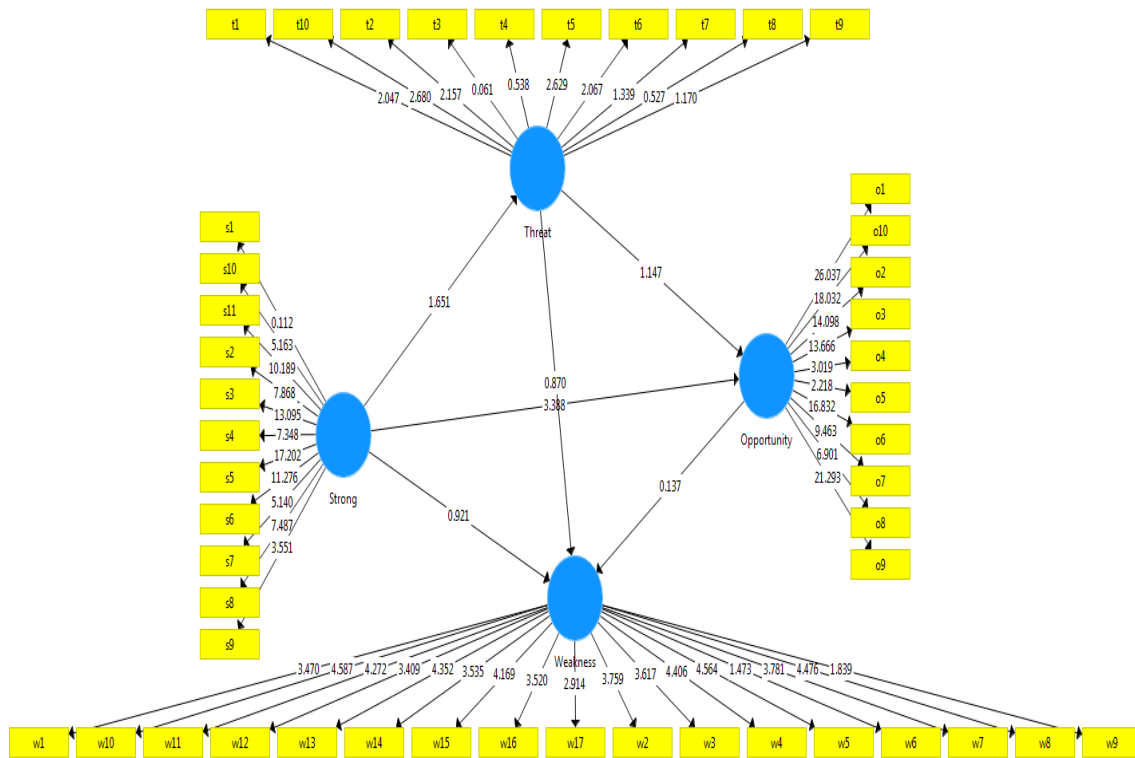 t1 t10 t2 t3 t4 t5 t6 t7 t8 t9
2.047 2.680 2.157 0.061 0.538 2.629 2.067 1.339 0.527 1.170
Threat
s1
s10
s11
s2
s3
s4
s5
s6
s7
s8
s9
0.112
5.163
10.189
7.868
13.095
7.348
17.202
11.276
5.140
7.487
3.551
Strong
1.651
1.147
0.870
3.388
0.921
0.137
o1
o10
o2
o3
o4
o5
o6
o7
o8
o9
26.037
18.032
14.098
13.666
3.019
2.218
16.832
9.463
6.901
21.293
Opportunity
Weakness
3.470 4.587 4.272 3.409 4.352 3.535 4.169 3.520 2.914 3.759 3.617 4.406 4.564 1.473 3.781 4.476 1.839
w1 w10 w11 w12 w13 w14 w15 w16 w17 w2 w3 w4 w5 w6 w7 w8 w9